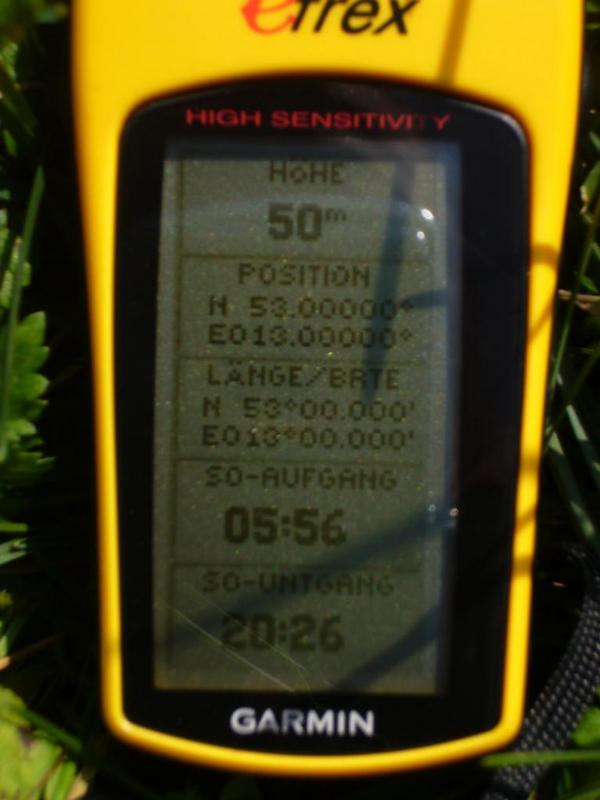 eTrex
HIGH SENSITIVITY
HöHE
50m
POSITION
N 53.00000°
E013.00000°
LÄNGE/BRTE
N 53°00.000'
E013°00.000'
SO-AUFGANG
05:56
SO-UNTGANG
20:26
GARMIN